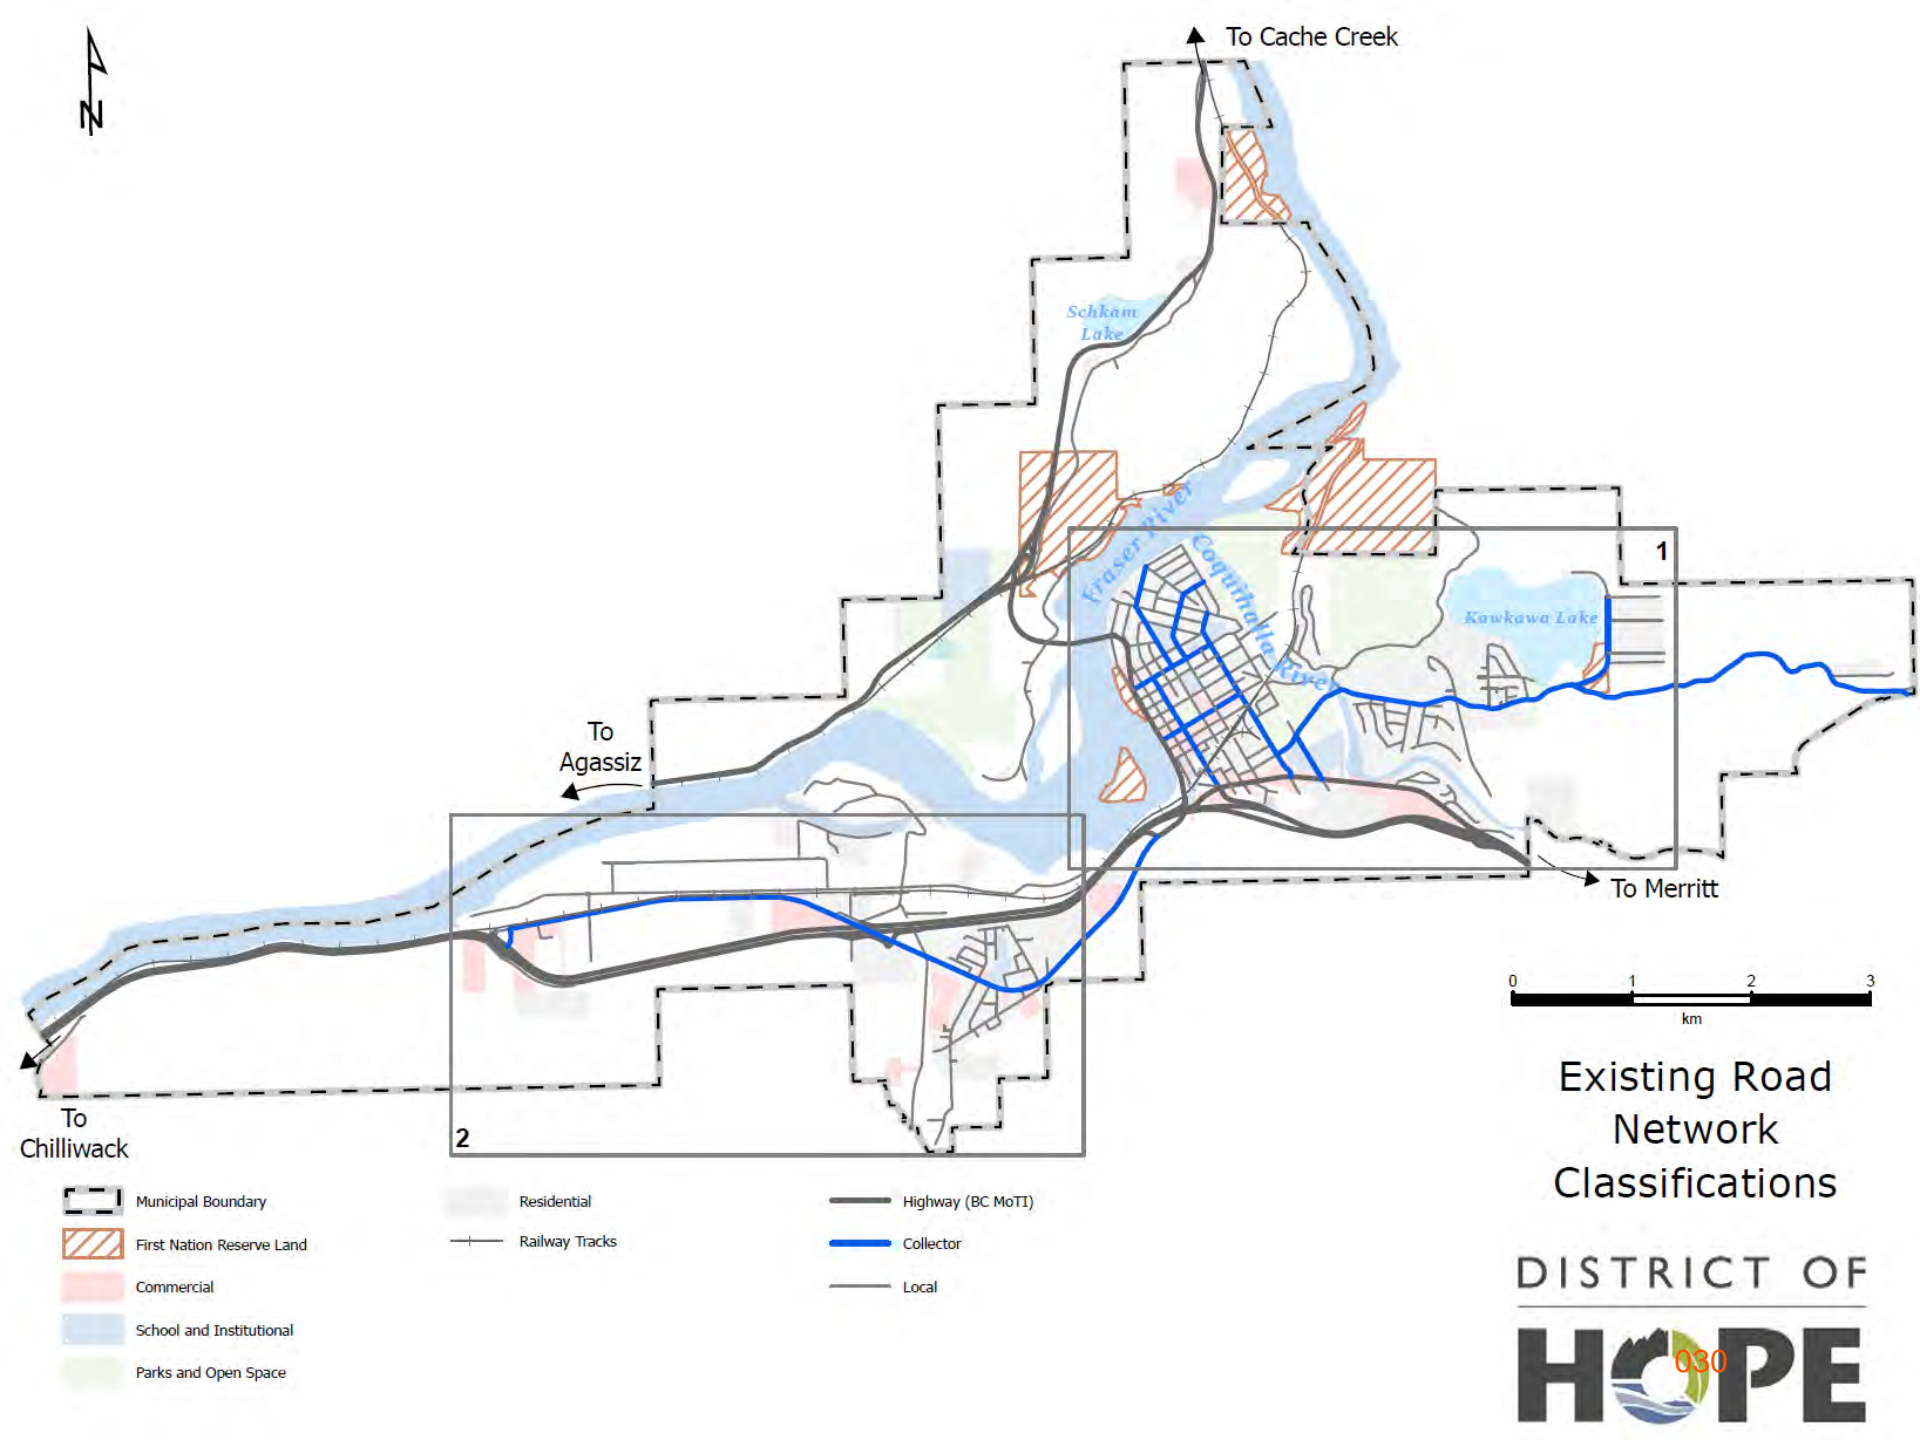 To Cache Creek
N
Schkam
Lake
Fraser River
Coquihalla River
1
Kawkawa Lake
To
Agassiz
To Merritt
0 1 2 3
km
Existing Road
Network
Classifications
To
Chilliwack
2
Municipal Boundary
First Nation Reserve Land
Commercial
School and Institutional
Parks and Open Space
Residential
Railway Tracks
Highway (BC MoTI)
Collector
Local
DISTRICT OF
HOPE
030